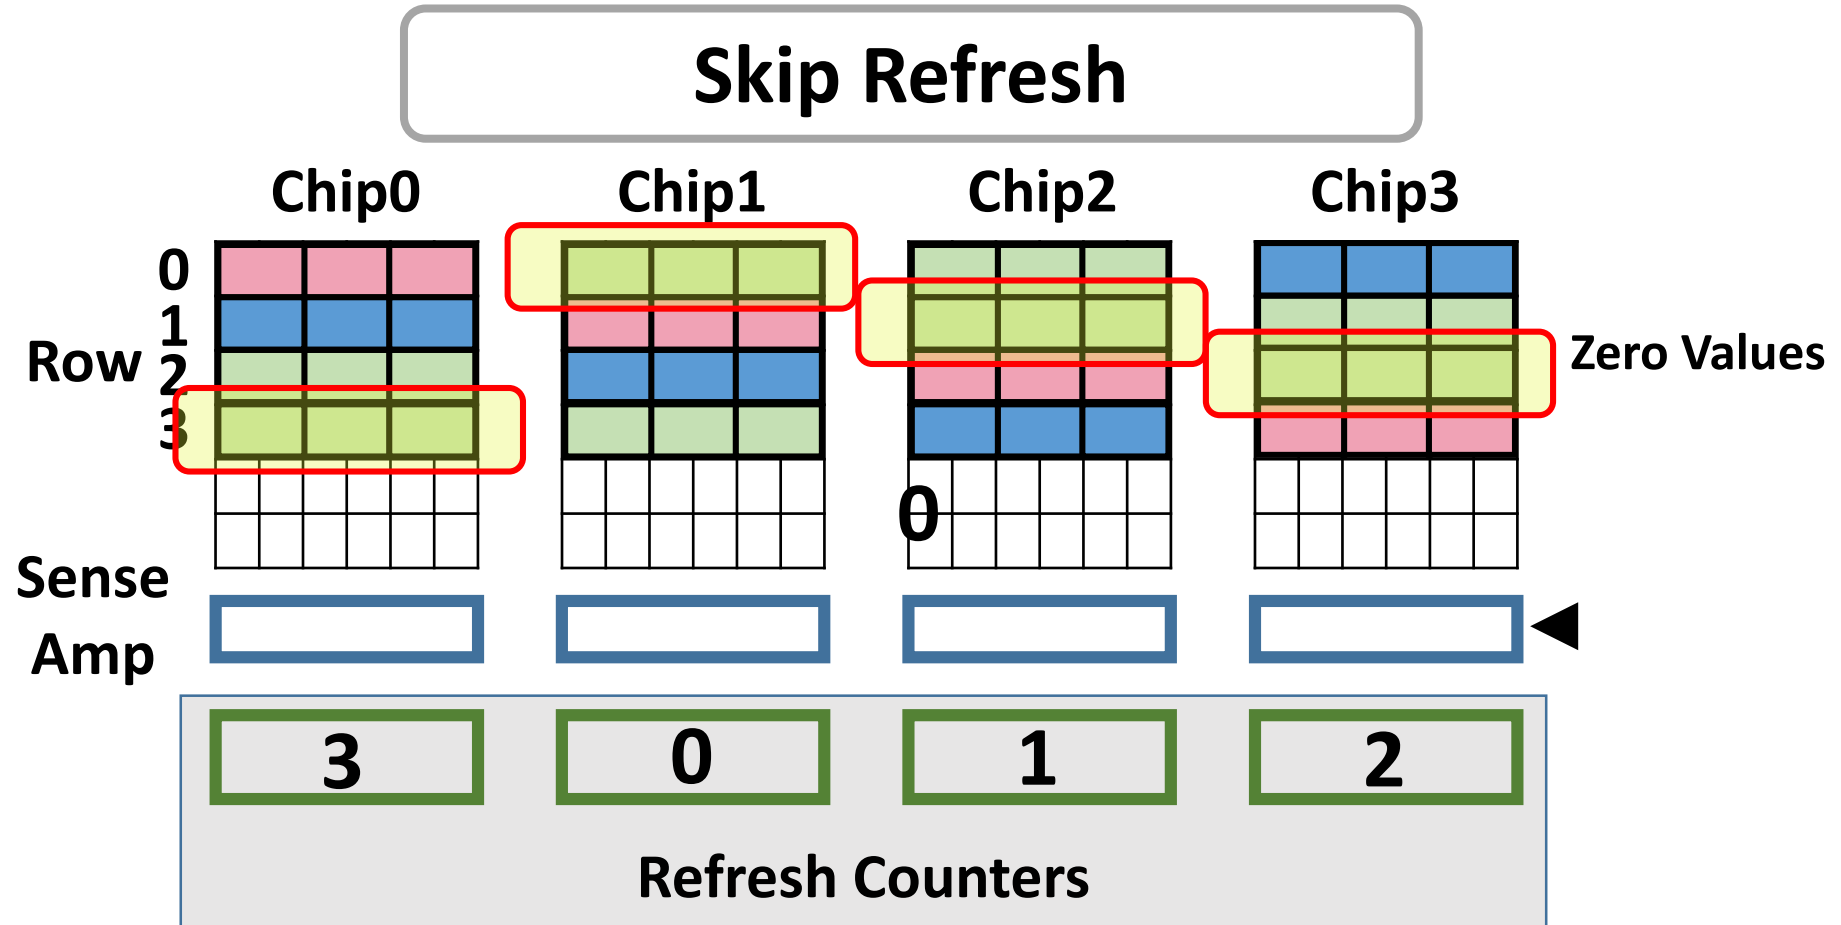 Skip Refresh
Chip0 Chip1 Chip2 Chip3
0
1
Row 2 Zero Values
3
0
Sense
Amp
3 0 1 2
Refresh Counters